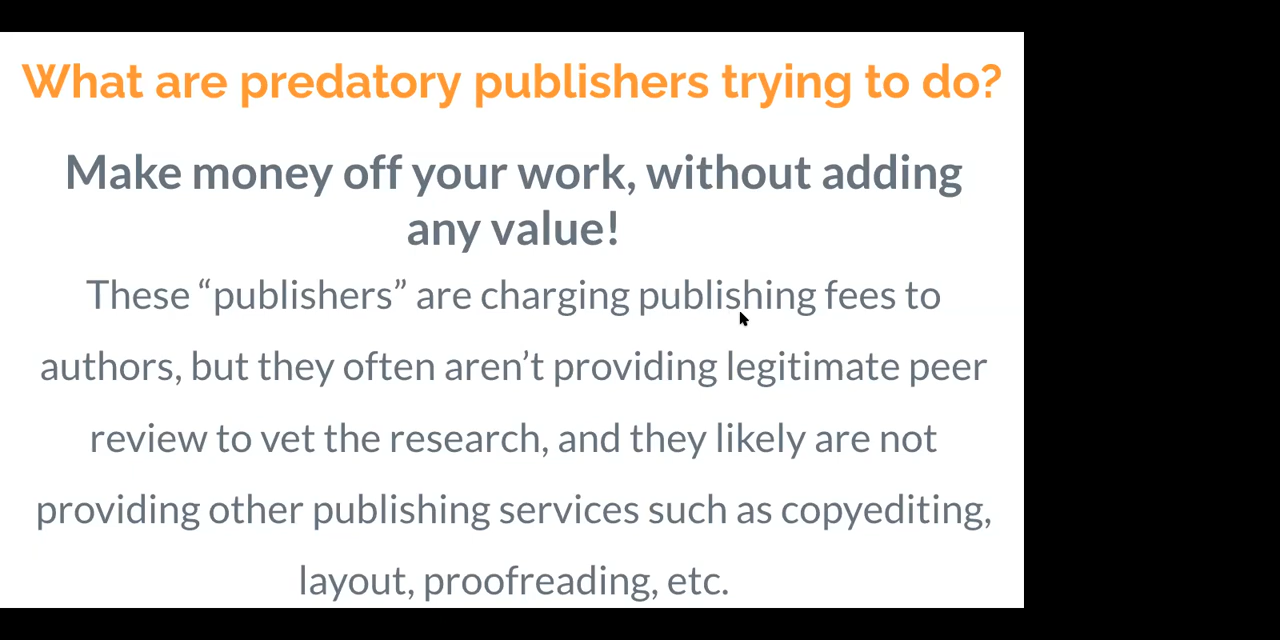 What are predatory publishers trying to do?
Make money off your work, without adding
any value!
These “publishers” are charging publishing fees to
authors, but they often aren’t providing legitimate peer
review to vet the research, and they likely are not
providing other publishing services such as copyediting,
layout, proofreading, etc.